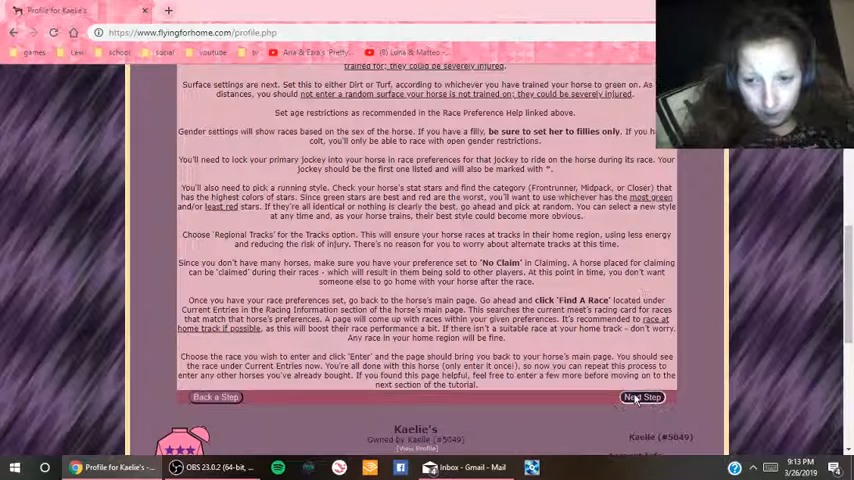 Profile for Kaelie's
https://www.flyingforhome.com/profile.php
games
school
social
youtube
tv
Aria & Ezra's 'Pretty...
(8) Luna & Matteo -...
trained for; they could be severely injured.
Surface settings are next. Set this to either Dirt or Turf, according to whichever you have trained your horse to green on. As
distances, you should not enter a random surface your horse is not trained on; they could be severely injured.
Set age restrictions as recommended in the Race Preference Help linked above.
Gender settings will show races based on the sex of the horse. If you have a filly, be sure to set her to fillies only. If you ha
colt, you'll only be able to race with open gender restrictions.
You'll need to lock your primary jockey into your horse in race preferences for that jockey to ride on the horse during its race. Your
jockey should be the first one listed and will also be marked with *.
You'll also need to pick a running style. Check your horse's stat stars and find the category (Frontrunner, Midpack, or Closer) that
has the highest colors of stars. Since green stars are best and red are the worst, you'll want to use whichever has the most green
and/or least red stars. If they're all identical or nothing is clearly the best, go ahead and pick at random. You can select a new style
at any time and, as your horse trains, their best style could become more obvious.
Choose 'Regional Tracks' for the Tracks option. This will ensure your horse races at tracks in their home region, using less energy
and reducing the risk of injury. There's no reason for you to worry about alternate tracks at this time.
Since you don't have many horses, make sure you have your preference set to 'No Claim' in Claiming. A horse placed for claiming
can be 'claimed' during their races - which will result in them being sold to other players. At this point in time, you don't want
someone else to go home with your horse after the race.
Once you have your race preferences set, go back to the horse's main page. Go ahead and click 'Find A Race' located under
Current Entries in the Racing Information section of the horse's main page. This searches the current meet's racing card for races
that match that horse's preferences. A page will come up with races within your given preferences. It's recommended to race at
home track if possible, as this will boost their race performance a bit. If there isn't a suitable race at your home track - don't worry.
Any race in your home region will be fine.
Choose the race you wish to enter and click 'Enter' and the page should bring you back to your horse's main page. You should see
the race under Current Entries now. You're all done with this horse (only enter it once!), so now you can repeat this process to
enter any other horses you've already bought. If you found this page helpful, feel free to enter a few more before moving on to the
next section of the tutorial.
Back a Step
Next Step
Kaelie's
Owned by Kaelie (#5049)
[View Profile]
Kaelie (#5049)
Profile for Kaelie's -...
OBS 23.0.2 (64-bit, ...
Inbox - Gmail - Mail
9:13 PM
3/26/2019